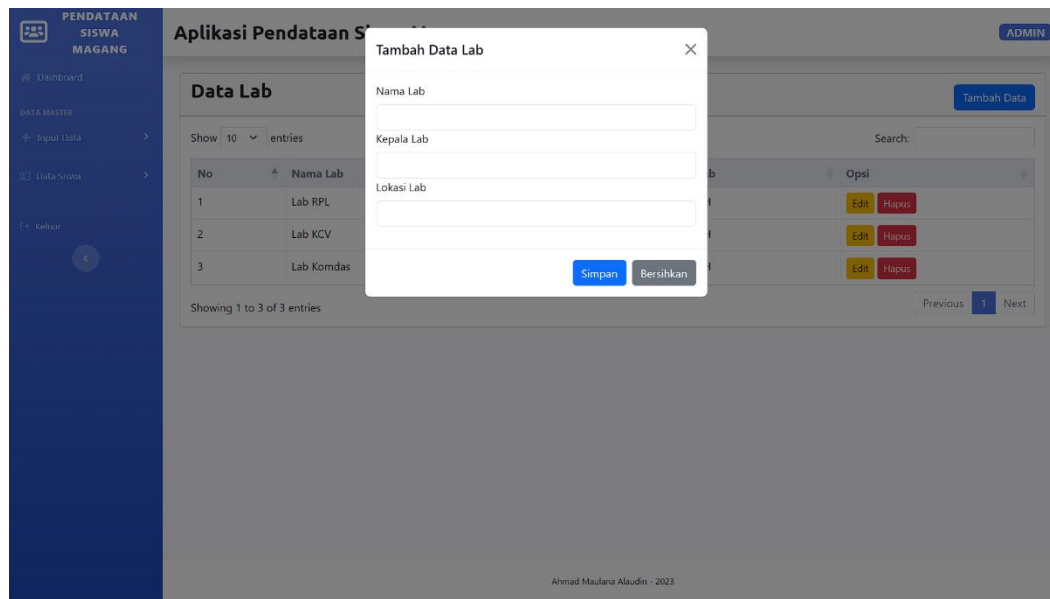 PENDATAAN
SISWA
MAGANG
Dashboard
DATA MASTER
Input Data
Data Siswa
Keluar
Aplikasi Pendataan S
ADMIN
Data Lab
Tambah Data
Show 10 entries
Search:
No Nama Lab Opsi
1 Lab RPL Edit Hapus
2 Lab KCV Edit Hapus
3 Lab Komdas Edit Hapus
Showing 1 to 3 of 3 entries
Previous 1 Next
Tambah Data Lab
Nama Lab
Kepala Lab
Lokasi Lab
Simpan Bersihkan
Ahmad Maulana Alaudin - 2023